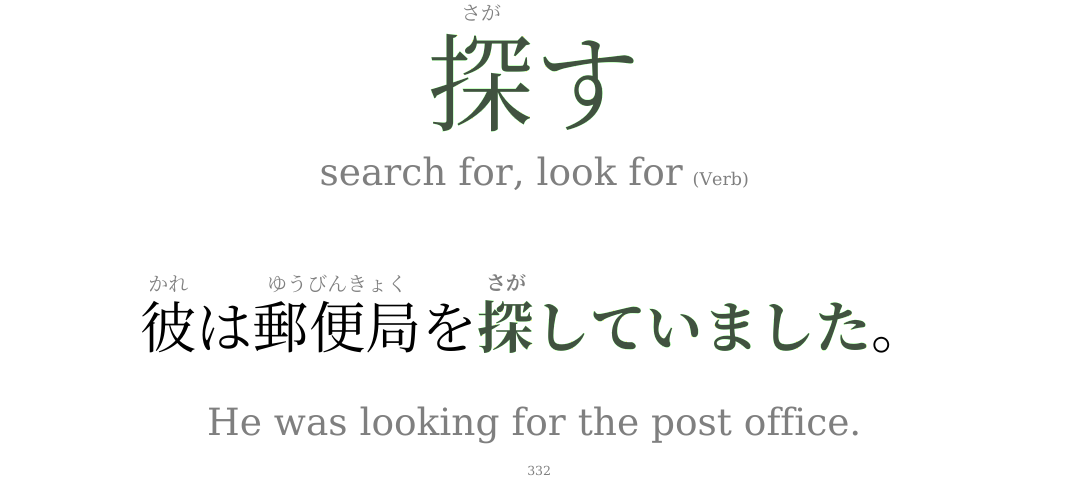 さが
探す
search for, look for (Verb)
かれ ゆうびんきょく さが
彼は郵便局を探していました。
He was looking for the post office.
332